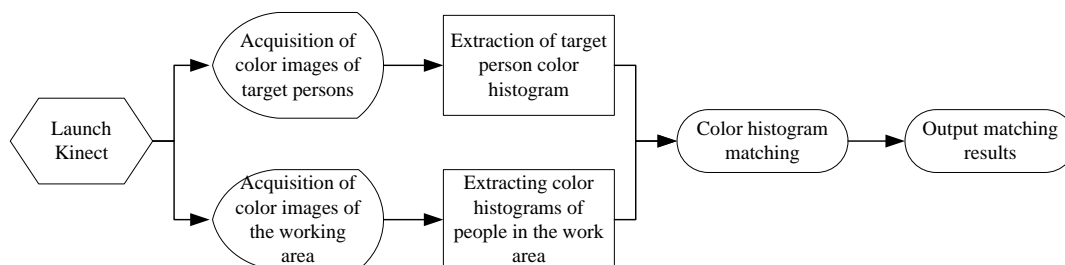 Launch
Kinect
Acquisition of
color images of
target persons
Extraction of target
person color
histogram
Acquisition of
color images of
the working
area
Extracting color
histograms of
people in the work
area
Color histogram
matching
Output matching
results